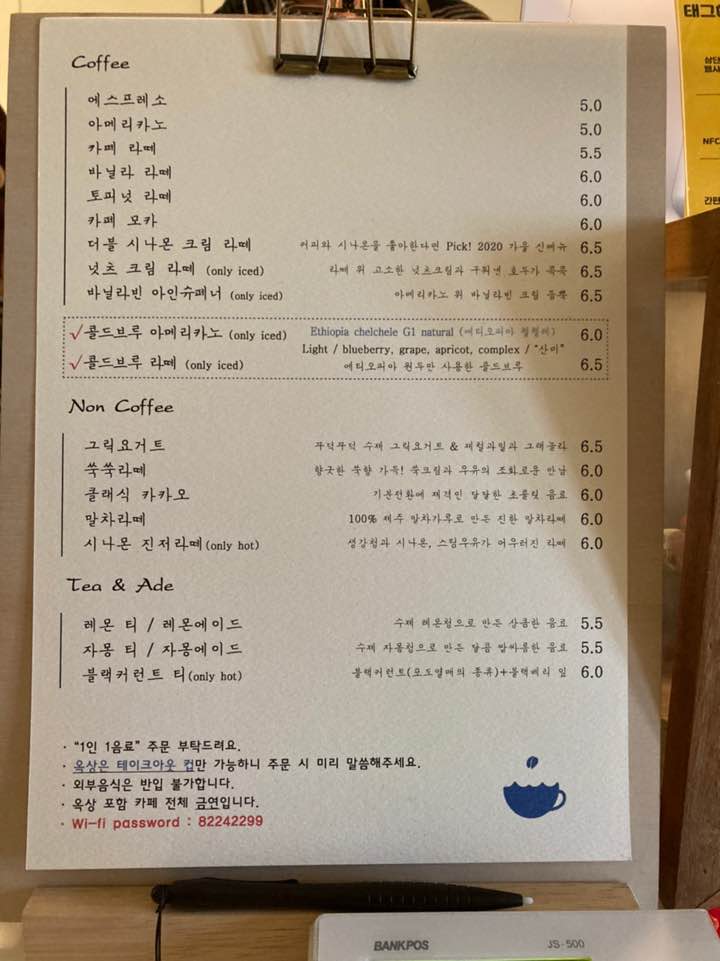 태그하
NFC
간편
Coffee
에스프레소 5.0
아메리카노 5.0
카페 라떼 5.5
바닐라 라떼 6.0
토피넛 라떼 6.0
카페 모카 6.0
더블 시나몬 크림 라떼 커피와 시나몬을 좋아한다면 Pick! 2020 가을 신메뉴 6.5
넛츠 크림 라떼 (only iced) 라떼 위 고소한 넛츠크림과 구워낸 호두가 콕콕 6.5
바닐라빈 아인슈페너 (only iced) 아메리카노 위 바닐라빈 크림 듬뿍 6.5
✓콜드브루 아메리카노 (only iced) Ethiopia chelchele G1 natural (에티오피아 첼첼레) 6.0
Light / blueberry, grape, apricot, complex / "산미"
✓콜드브루 라떼 (only iced) 에티오피아 원두만 사용한 콜드브루 6.5
Non Coffee
그릭요거트 꾸덕꾸덕 수제 그릭요거트 & 제철과일과 그래놀라 6.5
쑥쑥라떼 향긋한 쑥향 가득! 쑥크림과 우유의 조화로운 만남 6.0
클래식 카카오 기분전환에 제격인 달달한 초콜릿 음료 6.0
말차라떼 100% 제주 말차가루로 만든 진한 말차라떼 6.0
시나몬 진저라떼(only hot) 생강청과 시나몬, 스팀우유가 어우러진 라떼 6.0
Tea & Ade
레몬 티 / 레몬에이드 수제 레몬청으로 만든 상큼한 음료 5.5
자몽 티 / 자몽에이드 수제 자몽청으로 만든 달콤 쌉싸름한 음료 5.5
블랙커런트 티(only hot) 블랙커런트(포도열매의 종류)+블랙베리 잎 6.0
· "1인 1음료" 주문 부탁드려요.
· 옥상은 테이크아웃 컵만 가능하니 주문 시 미리 말씀해주세요.
· 외부음식은 반입 불가합니다.
· 옥상 포함 카페 전체 금연입니다.
· Wi-fi password : 82242299
BANKPOS JS-500